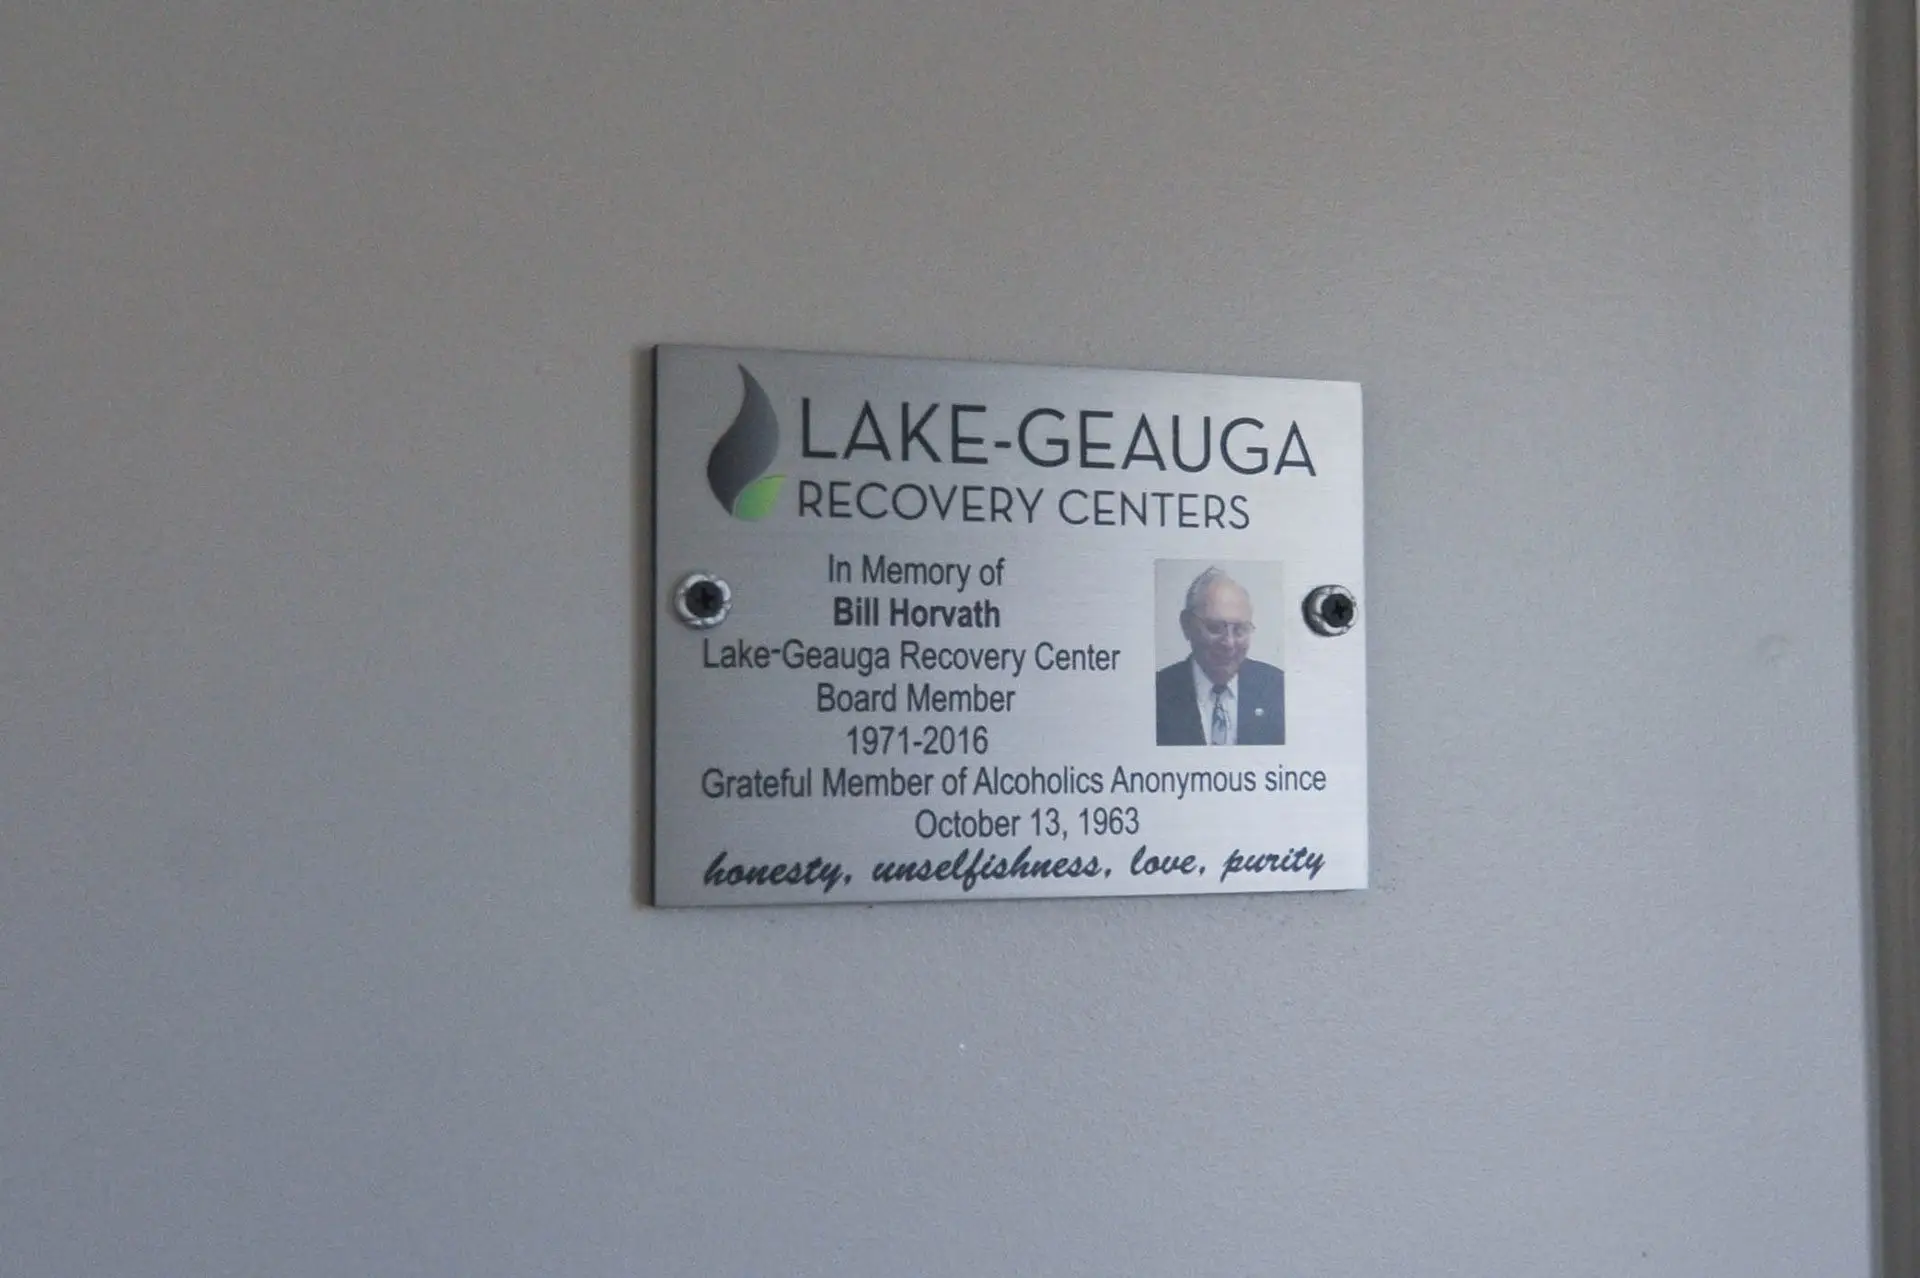 LAKE-GEAUGA
RECOVERY CENTERS
In Memory of
Bill Horvath
Lake-Geauga Recovery Center
Board Member
1971-2016
Grateful Member of Alcoholics Anonymous since
October 13, 1963
honesty, unselfishness, love, purity